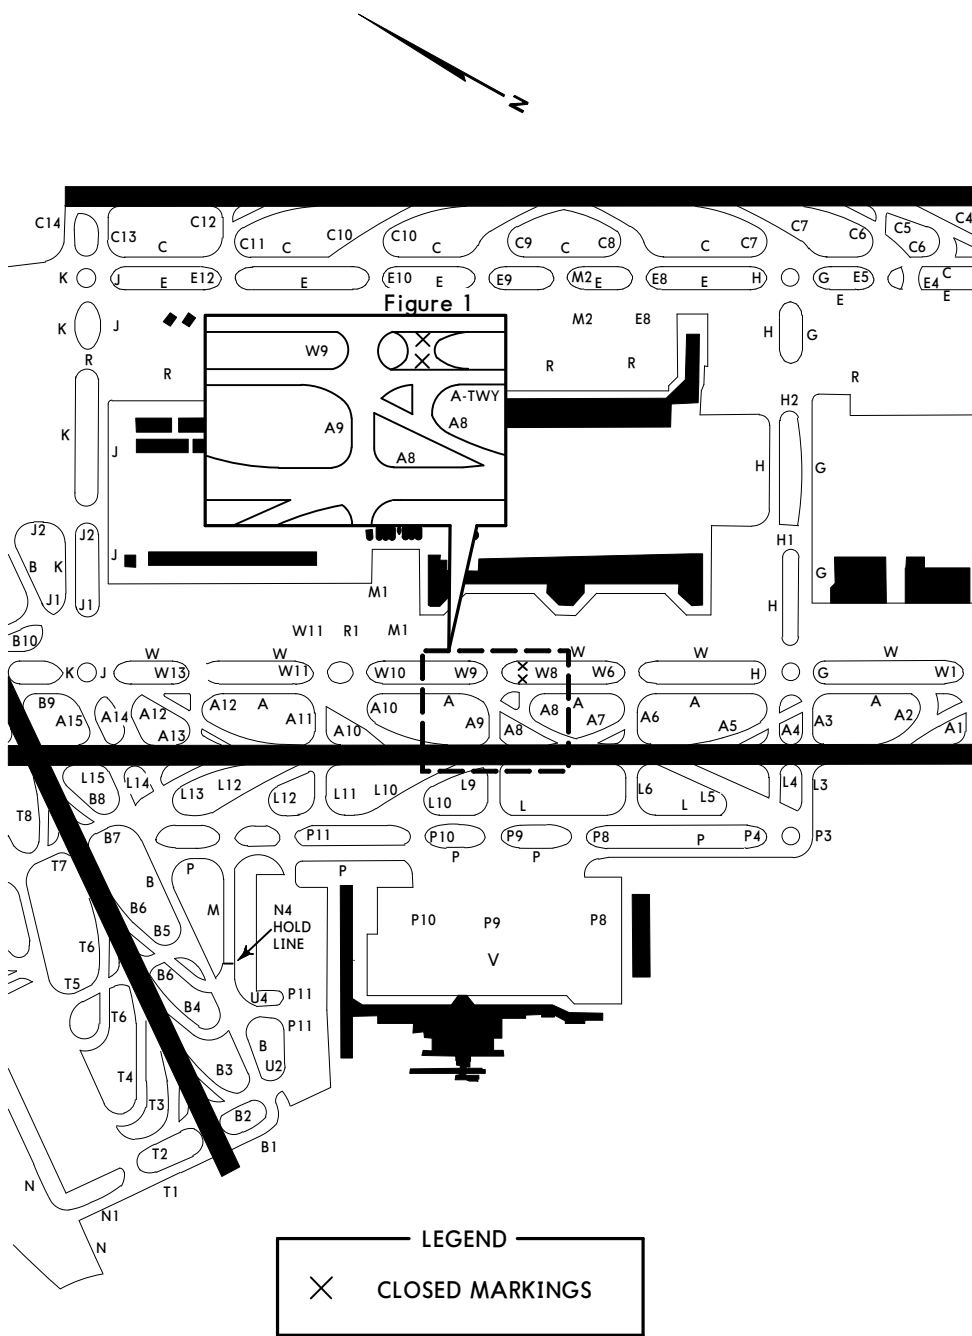 N
C14
C13
C
C12
C11
C
C10
C10
C
C9
C
C8
C
C7
C7
C6
C5
C6
C4
K
J
E
E12
E
E10
E
E9
M2
E
E8
E
H
G
E5
E
E4
C
E
Figure 1
K
J
R
R
W9
A-TWY
A9
A8
A8
M2
E8
R
R
H
G
R
H2
K
J
H
G
J2
J2
B
K
J
J1
J1
H1
G
H
B10
M1
W11
R1
M1
K
J
W
W13
W
W11
W10
W9
W8
W
W6
W
H
G
W
W1
B9
A15
A14
A12
A13
A12
A
A11
A10
A10
A
A9
A8
A8
A
A7
A6
A
A5
A4
A3
A
A2
A1
L15
B8
L14
L13
L12
L12
L11
L10
L10
L9
L
L6
L
L5
L4
L3
T8
B7
P11
P10
P
P9
P
P8
P
P4
P3
T7
B
B6
B5
P
M
P
N4
HOLD
LINE
P10
P9
P8
V
T6
T5
B6
B4
U4
P11
P11
T6
B
U2
B3
T4
T3
B2
B1
T2
T1
N
N1
N
LEGEND
CLOSED MARKINGS